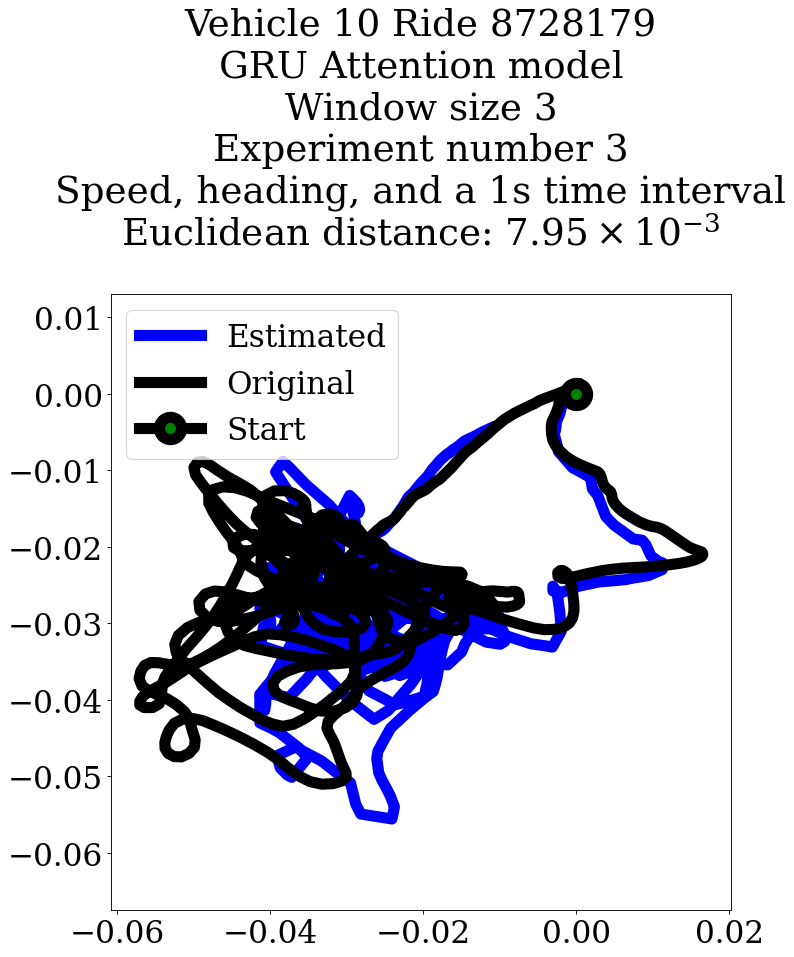 Vehicle 10 Ride 8728179
GRU Attention model
Window size 3
Experiment number 3
Speed, heading, and a 1s time interval
Euclidean distance: 7.95 × 10⁻³
Estimated
Original
Start
0.01
0.00
−0.01
−0.02
−0.03
−0.04
−0.05
−0.06
−0.06 −0.04 −0.02 0.00 0.02